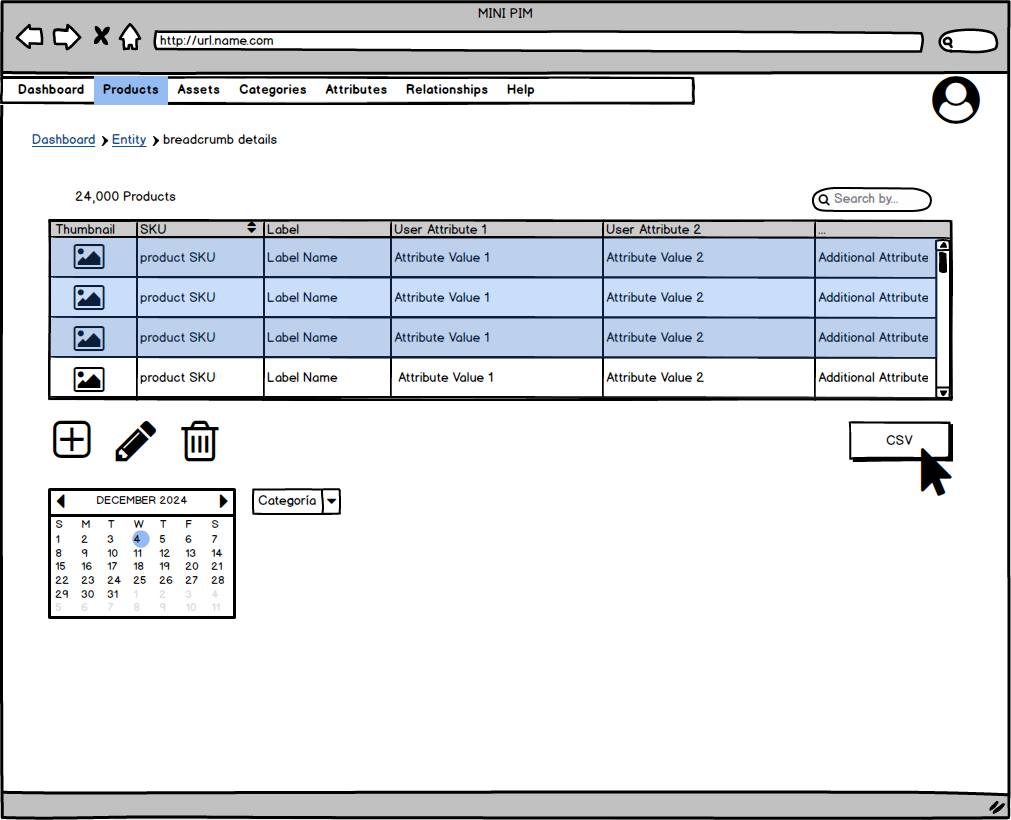 MINI PIM
http://url.name.com
Dashboard Products Assets Categories Attributes Relationships Help
Dashboard Entity breadcrumb details
24,000 Products
Search by...
Thumbnail SKU Label User Attribute 1 User Attribute 2 ...
product SKU Label Name Attribute Value 1 Attribute Value 2 Additional Attribute
product SKU Label Name Attribute Value 1 Attribute Value 2 Additional Attribute
product SKU Label Name Attribute Value 1 Attribute Value 2 Additional Attribute
product SKU Label Name Attribute Value 1 Attribute Value 2 Additional Attribute
CSV
DECEMBER 2024
S M T W T F S
1 2 3 4 5 6 7
8 9 10 11 12 13 14
15 16 17 18 19 20 21
22 23 24 25 26 27 28
29 30 31 1 2 3 4
5 6 7 8 9 10 11
Categoría